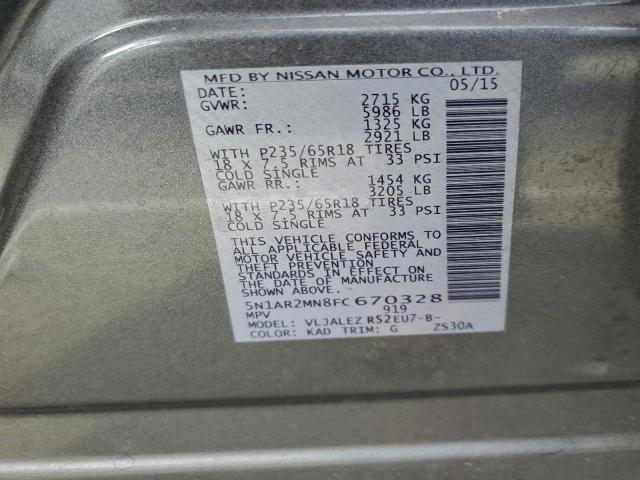 MFD BY NISSAN MOTOR CO., LTD.
DATE: 05/15
GVWR: 2715 KG
5986 LB
GAWR FR.: 1325 KG
2921 LB
WITH P235/65R18 TIRES
18 X 7.5 RIMS AT 33 PSI
COLD SINGLE
GAWR RR.: 1454 KG
3205 LB
WITH P235/65R18 TIRES
18 X 7.5 RIMS AT 33 PSI
COLD SINGLE
THIS VEHICLE CONFORMS TO
ALL APPLICABLE FEDERAL
MOTOR VEHICLE SAFETY AND
THEFT PREVENTION
STANDARDS IN EFFECT ON
THE DATE OF MANUFACTURE
SHOWN ABOVE.
5N1AR2MN8FC 670328
MPV 919
MODEL: VLJALEZ R52EU7-B-
COLOR: KAD TRIM: G ZS30A